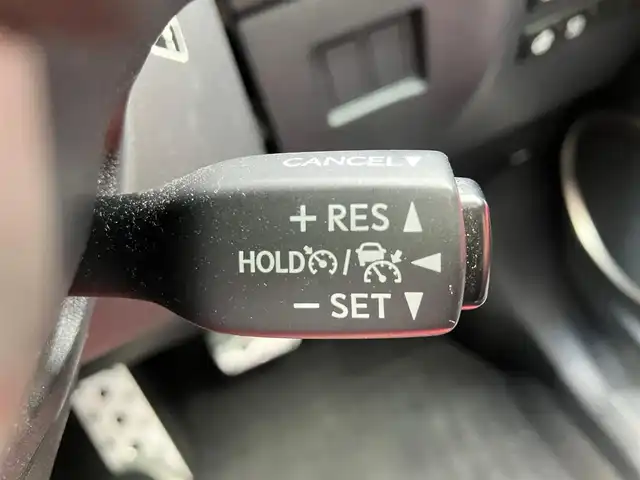 CANCEL▼
+ RES ▲
HOLD / ◀
− SET ▼